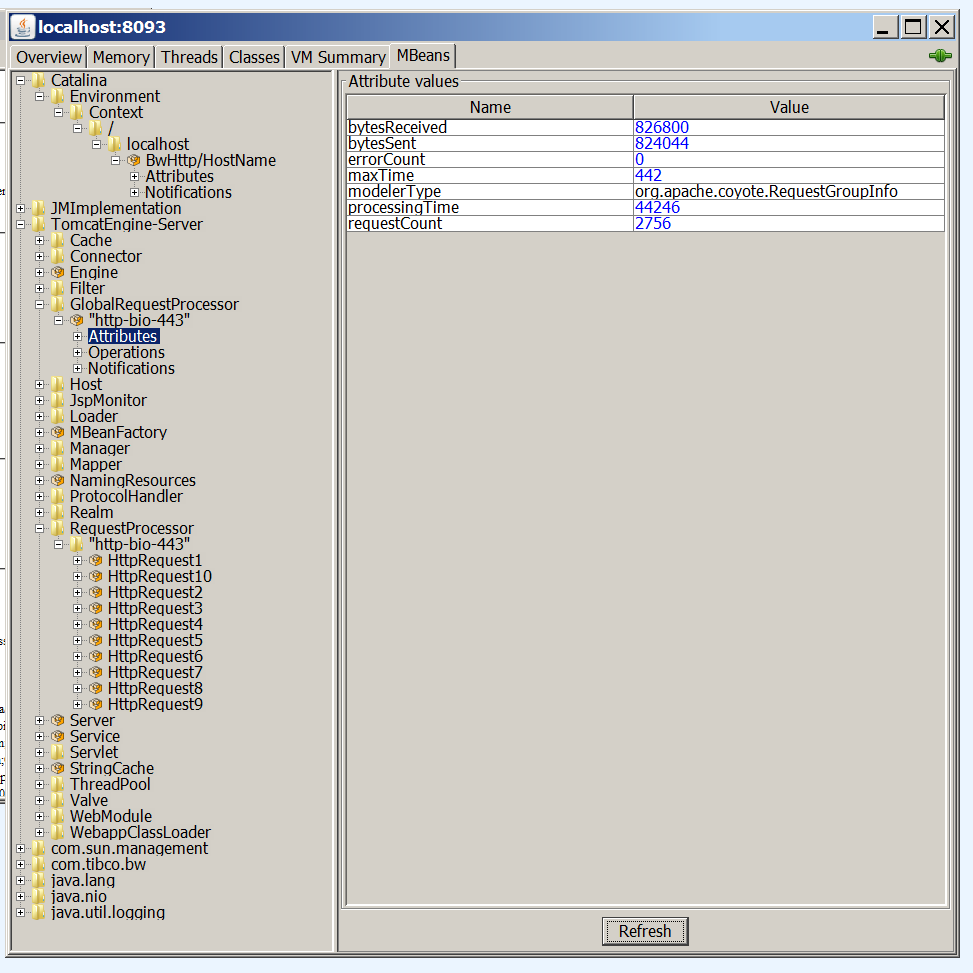 localhost:8093
Overview Memory Threads Classes VM Summary MBeans
Catalina
Environment
Context
/
localhost
BwHttp/HostName
Attributes
Notifications
JMImplementation
TomcatEngine-Server
Cache
Connector
Engine
Filter
GlobalRequestProcessor
"http-bio-443"
Attributes
Operations
Notifications
Host
JspMonitor
Loader
MBeanFactory
Manager
Mapper
NamingResources
ProtocolHandler
Realm
RequestProcessor
"http-bio-443"
HttpRequest1
HttpRequest10
HttpRequest2
HttpRequest3
HttpRequest4
HttpRequest5
HttpRequest6
HttpRequest7
HttpRequest8
HttpRequest9
Server
Service
Servlet
StringCache
ThreadPool
Valve
WebModule
WebappClassLoader
com.sun.management
com.tibco.bw
java.lang
java.nio
java.util.logging
Attribute values
Name Value
bytesReceived 826800
bytesSent 824044
errorCount 0
maxTime 442
modelerType org.apache.coyote.RequestGroupInfo
processingTime 44246
requestCount 2756
Refresh